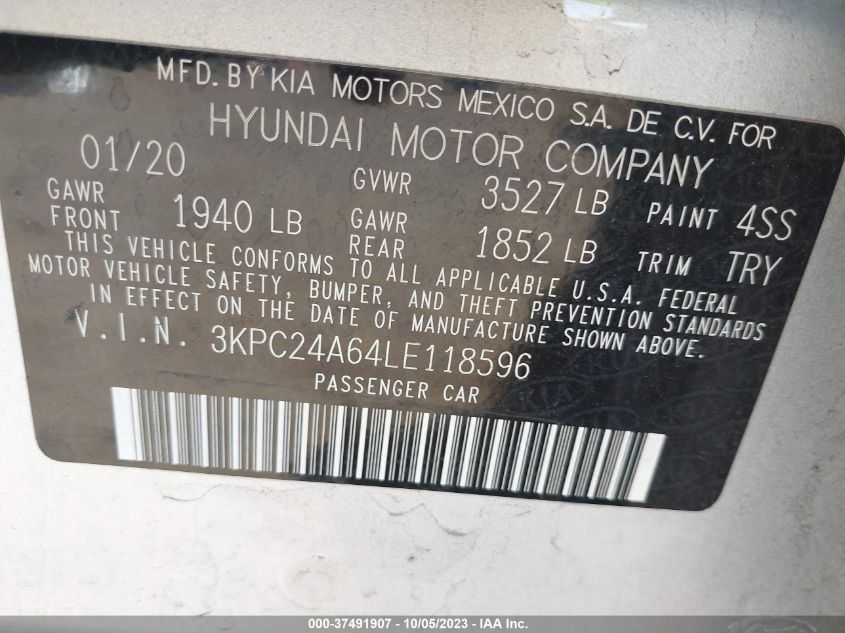 MFD. BY KIA MOTORS MEXICO S.A. DE C.V. FOR
HYUNDAI MOTOR COMPANY
01/20 GVWR 3527 LB PAINT 4SS
GAWR FRONT 1940 LB GAWR REAR 1852 LB TRIM TRY
THIS VEHICLE CONFORMS TO ALL APPLICABLE U.S.A. FEDERAL
MOTOR VEHICLE SAFETY, BUMPER, AND THEFT PREVENTION STANDARDS
IN EFFECT ON THE DATE OF MANUFACTURE SHOWN ABOVE.
V.I.N. 3KPC24A64LE118596
PASSENGER CAR
000-37491907 - 10/05/2023 - IAA Inc.